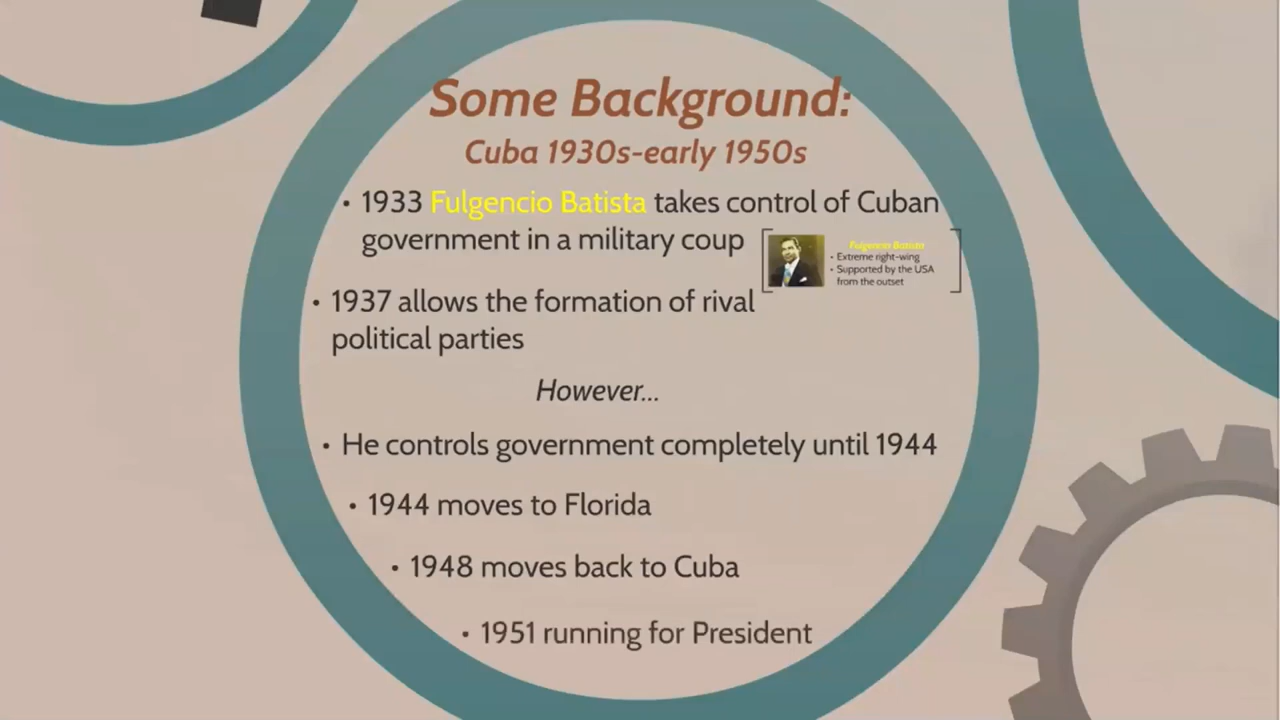 Some Background:
Cuba 1930s-early 1950s
• 1933 Fulgencio Batista takes control of Cuban
government in a military coup
Fulgencio Batista
• Extreme right-wing
• Supported by the USA
from the outset
• 1937 allows the formation of rival
political parties
However...
• He controls government completely until 1944
• 1944 moves to Florida
• 1948 moves back to Cuba
• 1951 running for President